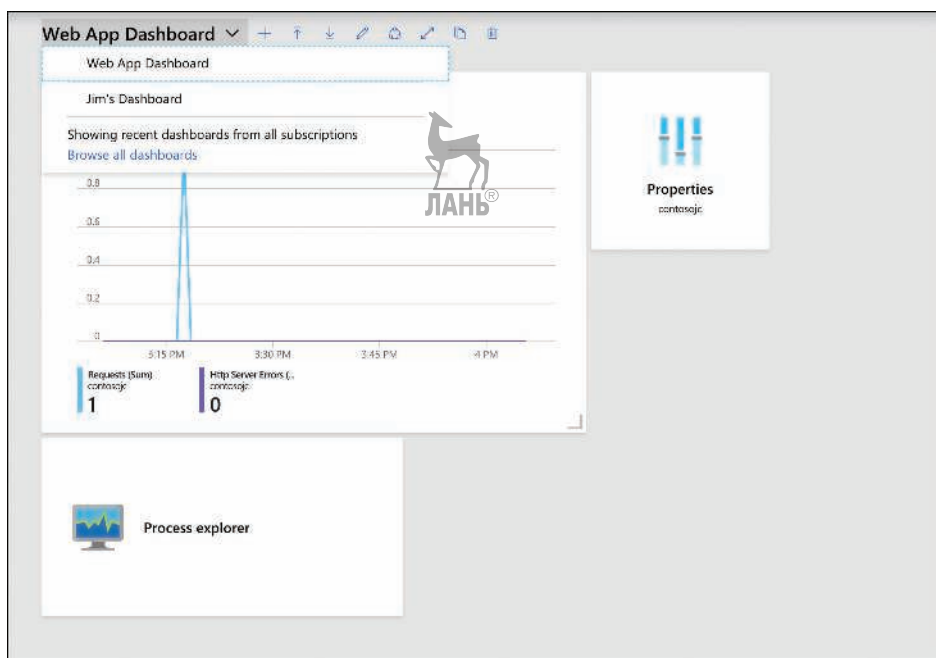 Web App Dashboard
Web App Dashboard
Jim's Dashboard
Showing recent dashboards from all subscriptions
Browse all dashboards
ЛАНЬ®
0.8
0.6
0.4
0.2
0
3:15 PM 3:30 PM 3:45 PM 4 PM
Requests (Sum)
contosojc
1
Http Server Errors (...
contosojc
0
Properties
contosojc
Process explorer